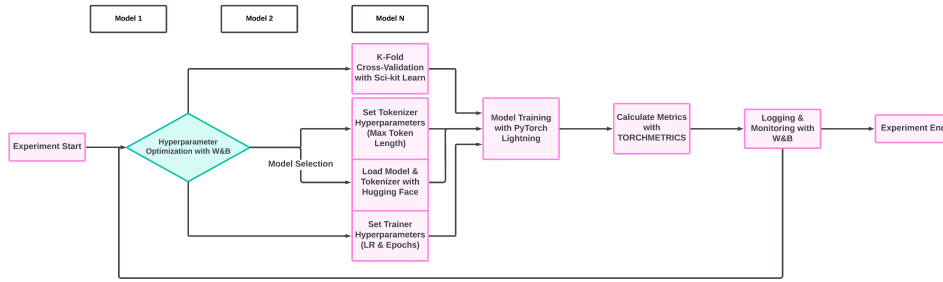 Model 1
Model 2
Model N
K-Fold
Cross-Validation
with Sci-kit Learn
Set Tokenizer
Hyperparameters
(Max Token
Length)
Model Training
with PyTorch
Lightning
Calculate Metrics
with
TORCHMETRICS
Logging &
Monitoring with
W&B
Experiment End
Experiment Start
Hyperparameter
Optimization with W&B
Model Selection
Load Model &
Tokenizer with
Hugging Face
Set Trainer
Hyperparameters
(LR & Epochs)